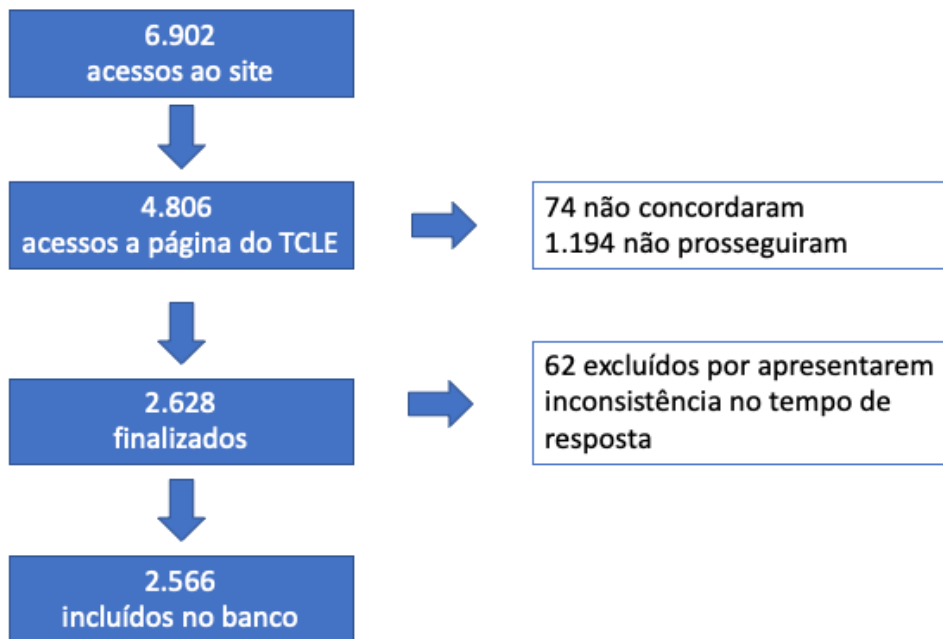 6.902
acessos ao site
4.806
acessos a página do TCLE
74 não concordaram
1.194 não prosseguiram
2.628
finalizados
62 excluídos por apresentarem
inconsistência no tempo de
resposta
2.566
incluídos no banco